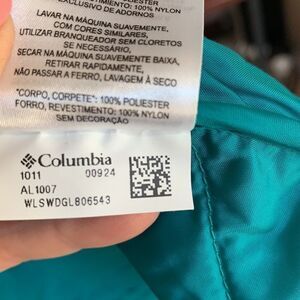 EXCLUSIVO DE ADORNOS
LAVAR NA MÁQUINA SUAVEMENTE,
COM CORES SIMILARES,
UTILIZAR BRANQUEADOR SEM CLORETOS
SE NECESSÁRIO,
SECAR NA MÁQUINA SUAVEMENTE BAIXA,
RETIRAR RAPIDAMENTE,
NÃO PASSAR A FERRO, LAVAGEM À SECO
"CORPO, CORPETE": 100% POLIESTER
FORRO, REVESTIMENTO: 100% NYLON
SEM DECORAÇÃO
Columbia
1011 00924
AL1007
WLSWDGL806543